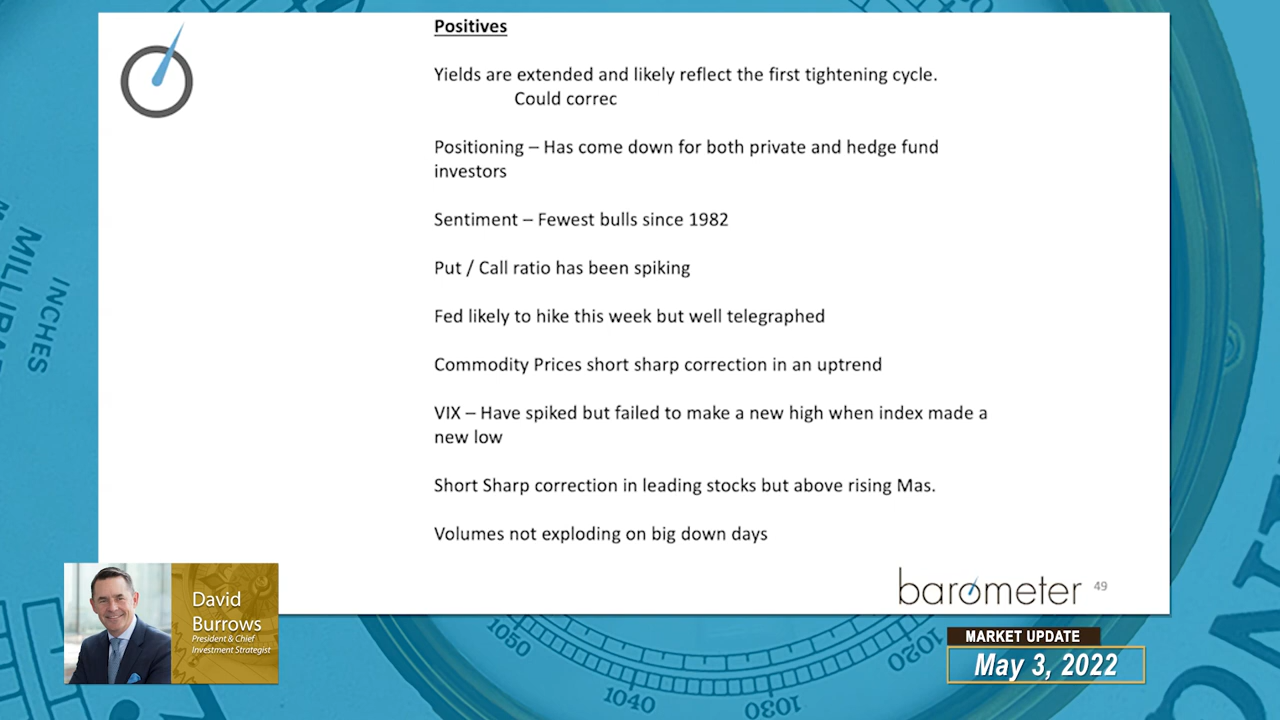 Positives
Yields are extended and likely reflect the first tightening cycle.
Could correc
Positioning – Has come down for both private and hedge fund
investors
Sentiment – Fewest bulls since 1982
Put / Call ratio has been spiking
Fed likely to hike this week but well telegraphed
Commodity Prices short sharp correction in an uptrend
VIX – Have spiked but failed to make a new high when index made a
new low
Short Sharp correction in leading stocks but above rising Mas.
Volumes not exploding on big down days
barometer 49
David
Burrows
President & Chief
Investment Strategist
MARKET UPDATE
May 3, 2022
INCHES
1050
1040
1030
1020